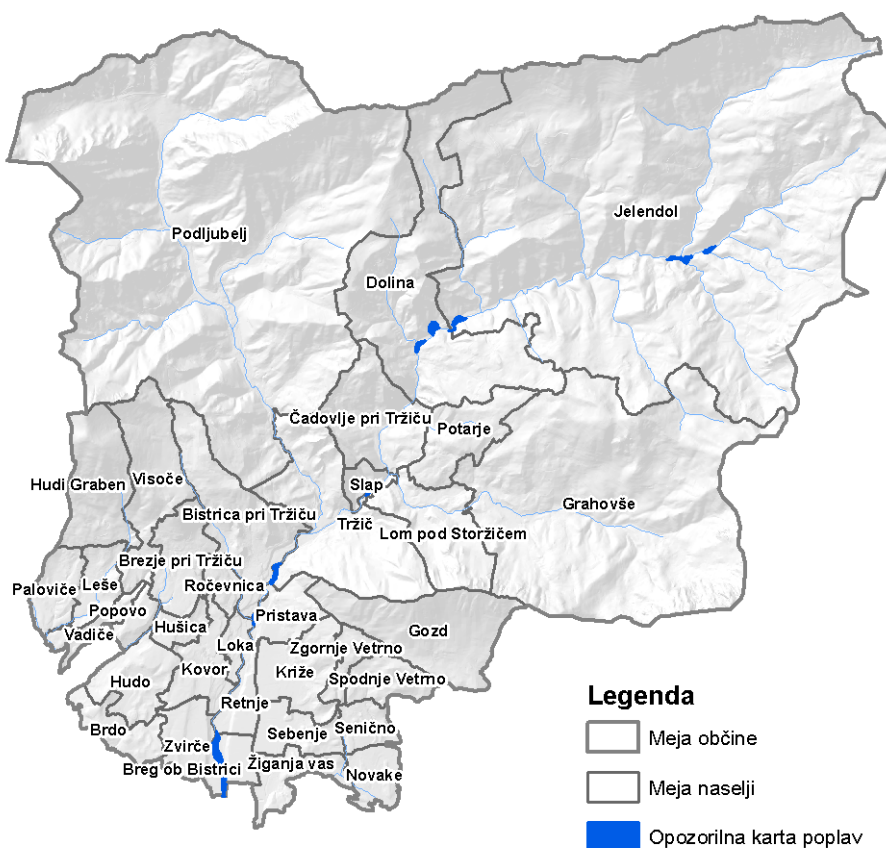 Jelendol
Podljubelj
Dolina
Čadovlje pri Tržiču
Potarje
Hudi Graben
Visoče
Slap
Grahovše
Bistrica pri Tržiču
Tržič
Lom pod Storžičem
Brezje pri Tržiču
Paloviče
Leše
Ročevnica
Popovo
Pristava
Vadiče
Hušica
Gozd
Loka
Zgornje Vetrno
Kovor
Križe
Hudo
Spodnje Vetrno
Retnje
Brdo
Sebenje
Senično
Zvirče
Breg ob Bistrici
Žiganja vas
Novake
Legenda
Meja občine
Meja naselji
Opozorilna karta poplav